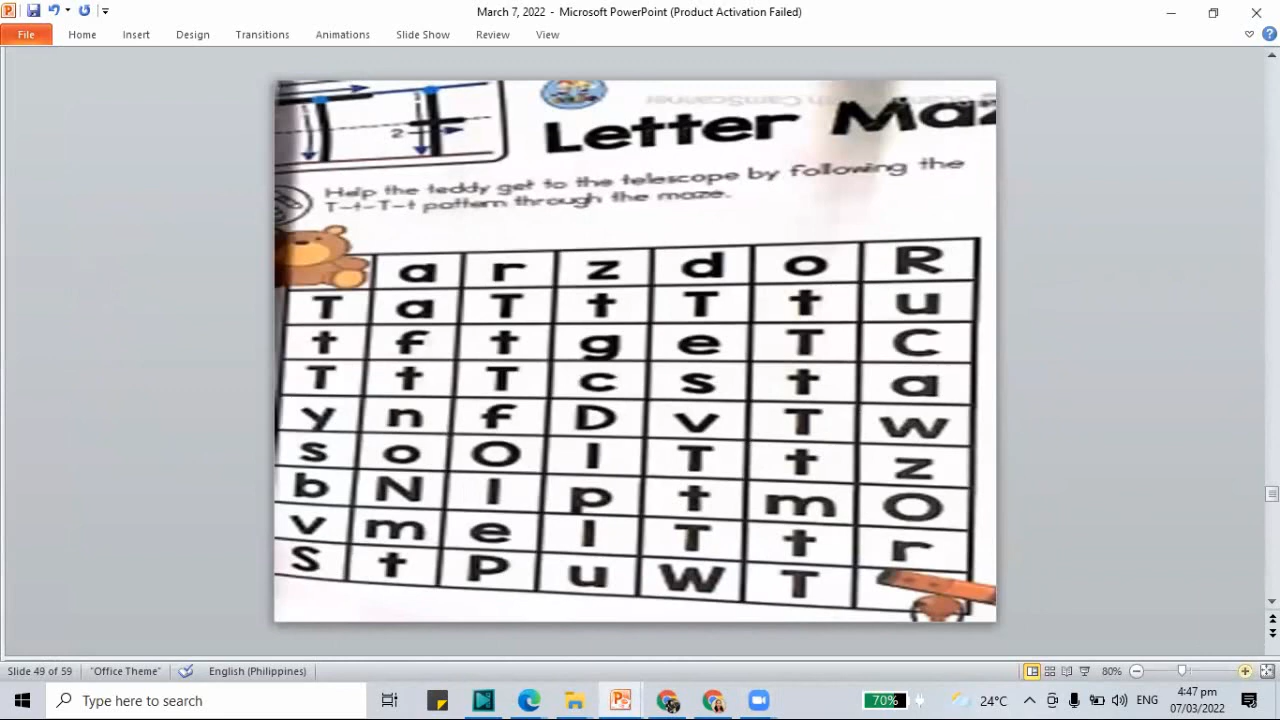 March 7, 2022 - Microsoft PowerPoint (Product Activation Failed)
File Home Insert Design Transitions Animations Slide Show Review View
2
Letter Maz
Help the teddy get to the telescope by following the
T-t-T-t pattern through the maze.
a r z d o R
T a T t T t u
t f t g e T C
T t T c s t a
y n f D v T w
s o O l T t z
b N l p t m O
v m e l T t r
S t P u W T
Slide 49 of 59 "Office Theme" English (Philippines) 80%
Type here to search 70% 24°C ENG 4:47 pm
07/03/2022